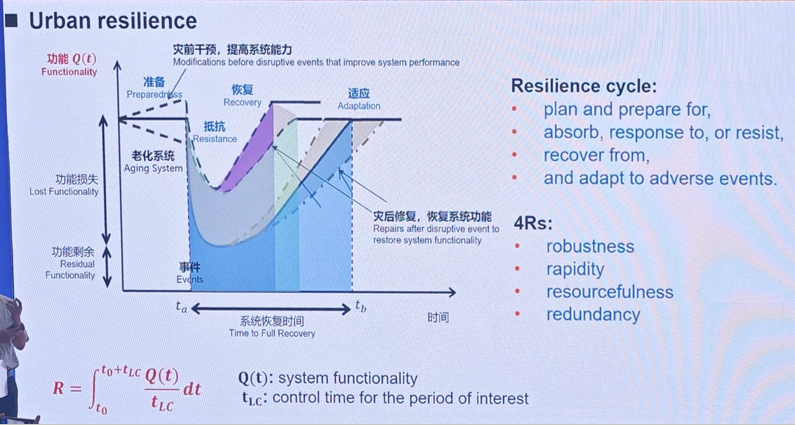 Urban resilience
灾前干预，提高系统能力
Modifications before disruptive events that improve system performance
功能 Q(t)
Functionality
准备
Preparedness
恢复
Recovery
适应
Adaptation
抵抗
Resistance
老化系统
Aging System
功能损失
Lost Functionality
功能剩余
Residual
Functionality
事件
Events
灾后修复，恢复系统功能
Repairs after disruptive event to
restore system functionality
tₐ
t_b
时间
系统恢复时间
Time to Full Recovery
Resilience cycle:
• plan and prepare for,
• absorb, response to, or resist,
• recover from,
• and adapt to adverse events.
4Rs:
• robustness
• rapidity
• resourcefulness
• redundancy
R = ∫_{t₀}^{t₀+t_{LC}} Q(t)/t_{LC} dt
Q(t): system functionality
t_{LC}: control time for the period of interest